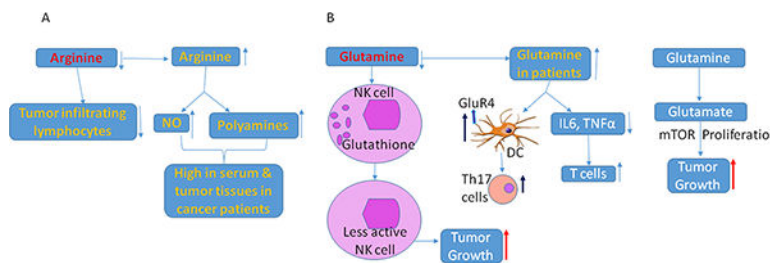 A
Arginine
Arginine
Tumor infiltrating
lymphocytes
NO
Polyamines
High in serum &
tumor tissues in
cancer patients
B
Glutamine
Glutamine
in patients
NK cell
Glutathione
GluR4
DC
Th17
cells
IL6, TNFα
T cells
Less active
NK cell
Tumor
Growth
Glutamine
Glutamate
mTOR Proliferatio
Tumor
Growth